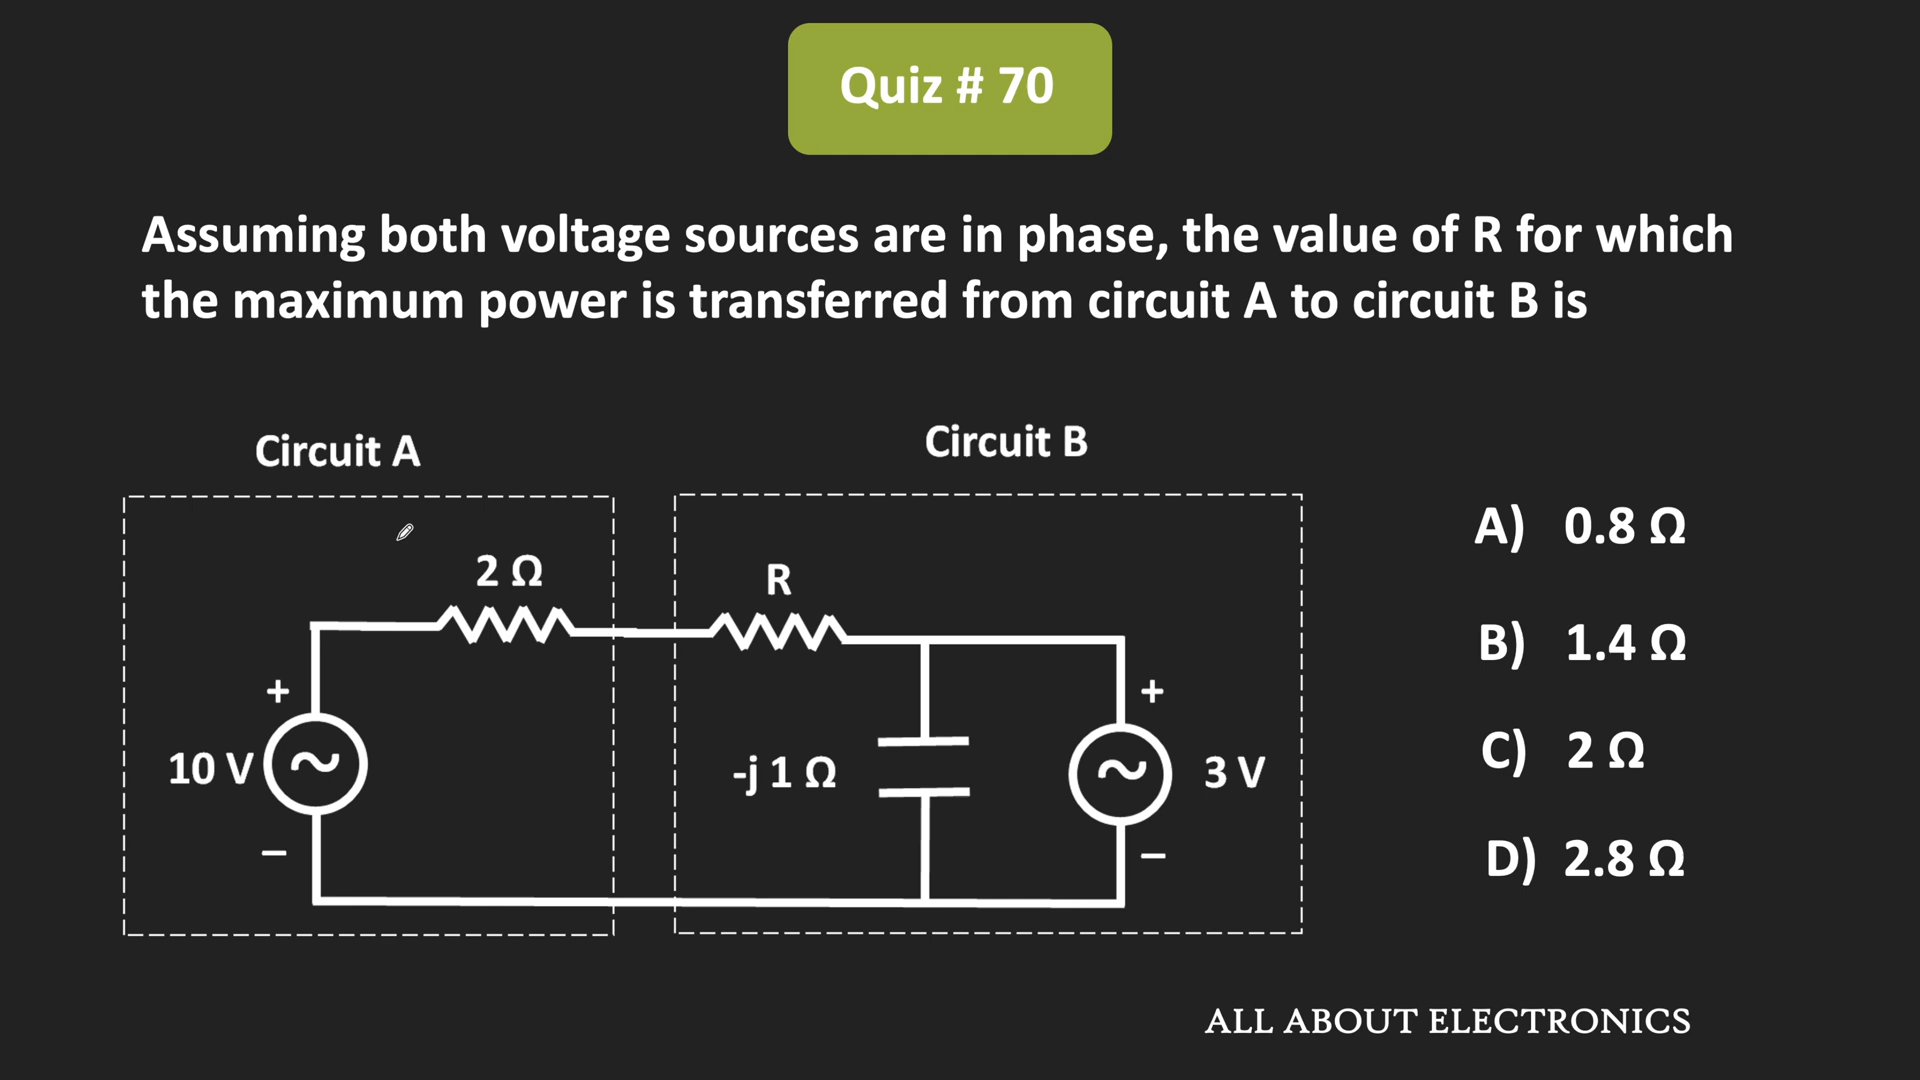 Quiz # 70
Assuming both voltage sources are in phase, the value of R for which
the maximum power is transferred from circuit A to circuit B is
Circuit A
Circuit B
2 Ω
R
A) 0.8 Ω
B) 1.4 Ω
C) 2 Ω
D) 2.8 Ω
+
+
10 V
-j 1 Ω
3 V
–
–
ALL ABOUT ELECTRONICS